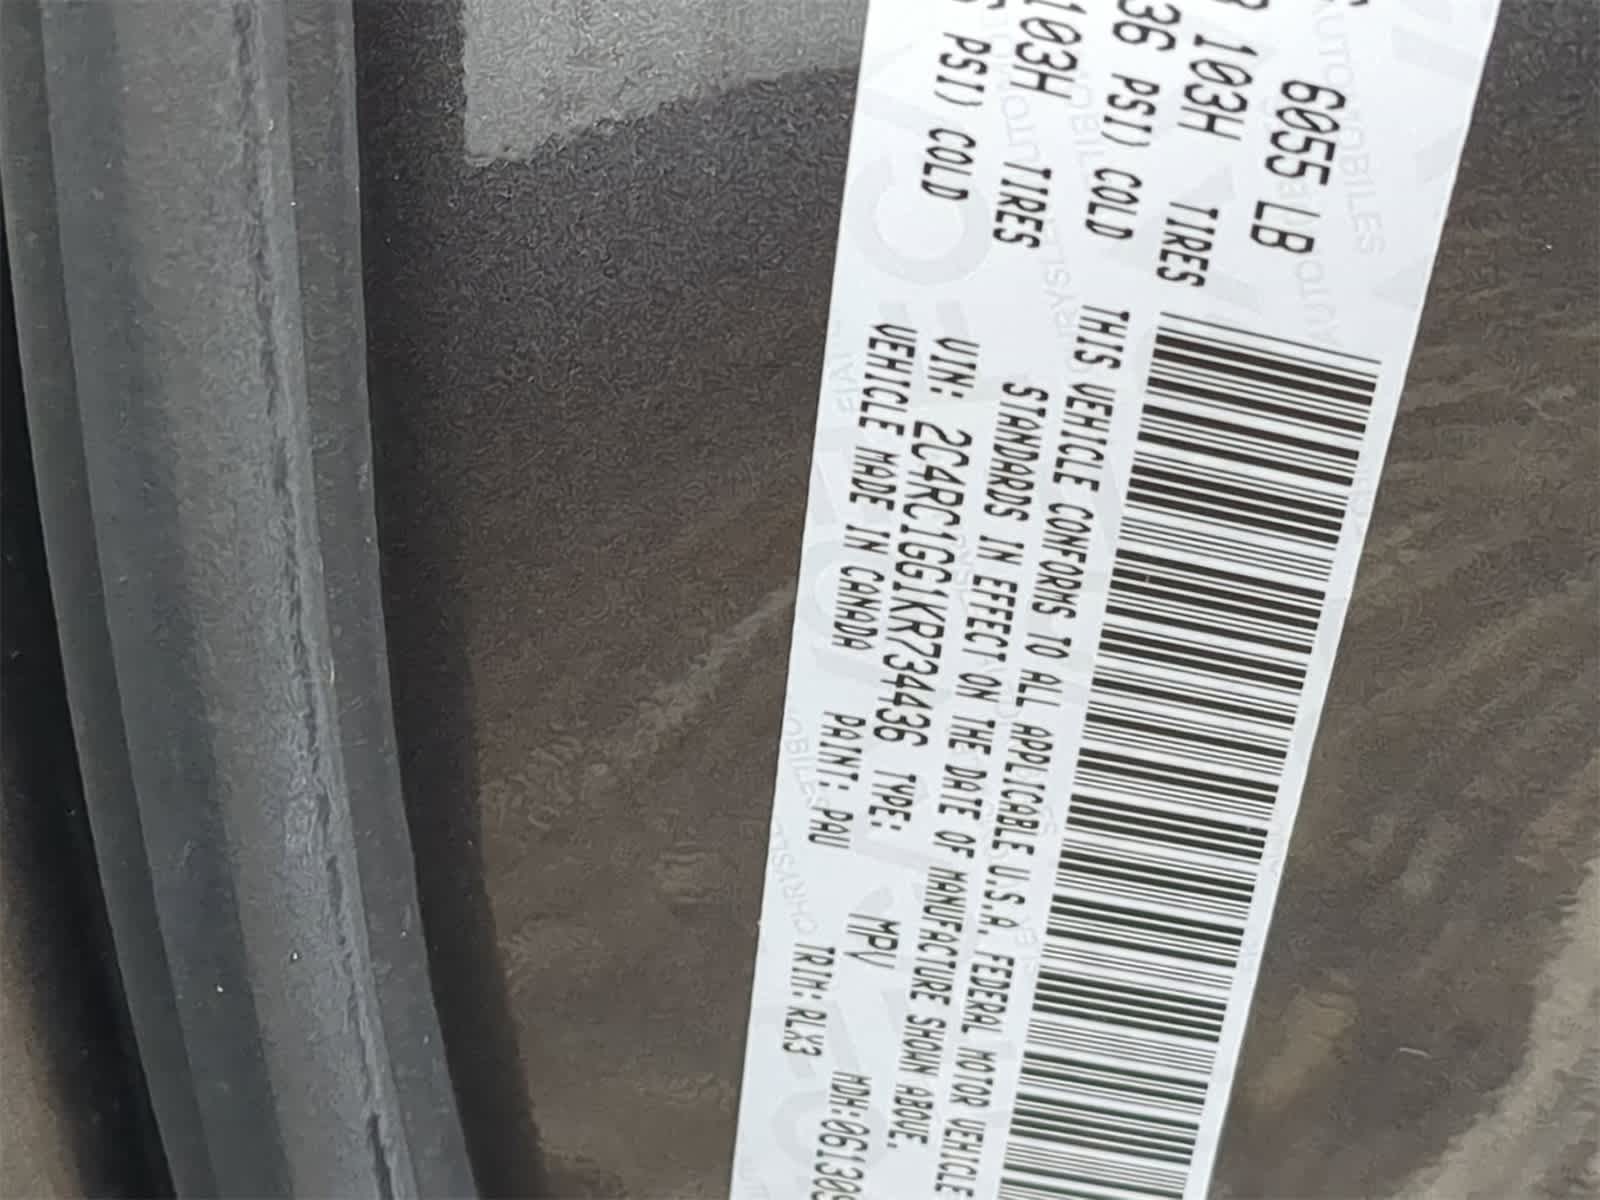 6055 LB
103H TIRES
36 PSI) COLD
103H TIRES
PSI) COLD
THIS VEHICLE CONFORMS TO ALL APPLICABLE U.S.A. FEDERAL MOTOR VEHICLE
STANDARDS IN EFFECT ON THE DATE OF MANUFACTURE SHOWN ABOVE.
VIN: 2C4RC1GG1KR734436 TYPE: MPV MDH:061309
VEHICLE MADE IN CANADA PAINT: PAU TRIM: RLX3